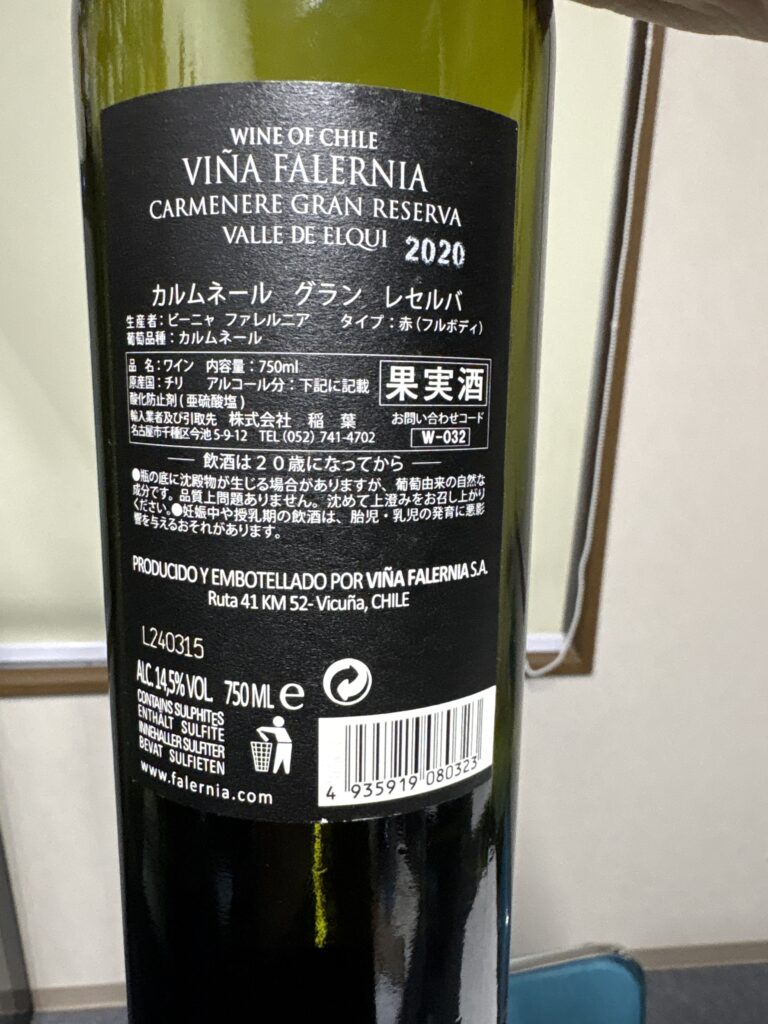 WINE OF CHILE
VIÑA FALERNIA
CARMENERE GRAN RESERVA
VALLE DE ELQUI 2020
カルムネール グラン レセルバ
生産者：ビーニャ ファレルニア タイプ：赤（フルボディ）
葡萄品種：カルムネール
品 名：ワイン 内容量：750ml
原産国：チリ アルコール分：下記に記載
酸化防止剤（亜硫酸塩）
果実酒
輸入業者及び引取先 株式会社 稲 葉 お問い合わせコード
名古屋市千種区今池 5-9-12 TEL（052）741-4702 W-032
飲酒は２０歳になってから
●瓶の底に沈殿物が生じる場合がありますが、葡萄由来の自然な
成分です。品質上問題ありません。沈めて上澄みをお召し上がり
ください。●妊娠中や授乳期の飲酒は、胎児・乳児の発育に悪影
響を与えるおそれがあります。
PRODUCIDO Y EMBOTELLADO POR VIÑA FALERNIA S.A.
Ruta 41 KM 52- Vicuña, CHILE
L240315
ALC. 14,5% VOL. 750 ML e
CONTAINS SULPHITES
ENTHÄLT SULFITE
INNEHALLER SULFITER
BEVAT SULFIETEN
www.falernia.com
4 935919 080323